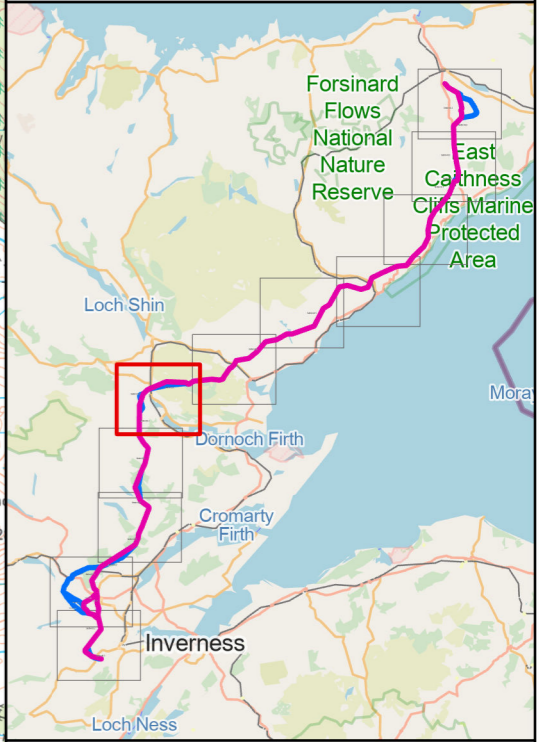 Forsinard
Flows
National
Nature
Reserve
East
Caithness
Cliffs Marine
Protected
Area
Loch Shin
Mora
Dornoch Firth
Cromarty
Firth
Inverness
Loch Ness